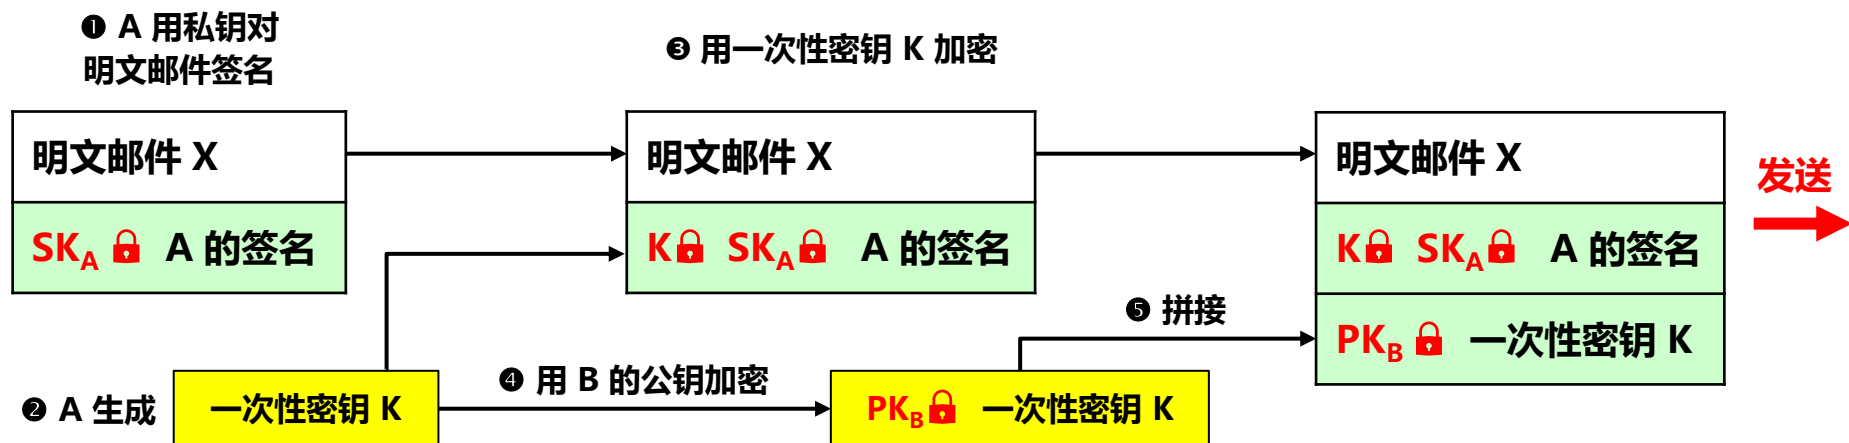 ❶ A 用私钥对
明文邮件签名
❸ 用一次性密钥 K 加密
明文邮件 X
明文邮件 X
明文邮件 X
发送
SKA A 的签名
K SKA A 的签名
K SKA A 的签名
❺ 拼接
PKB 一次性密钥 K
❹ 用 B 的公钥加密
❷ A 生成
一次性密钥 K
PKB 一次性密钥 K